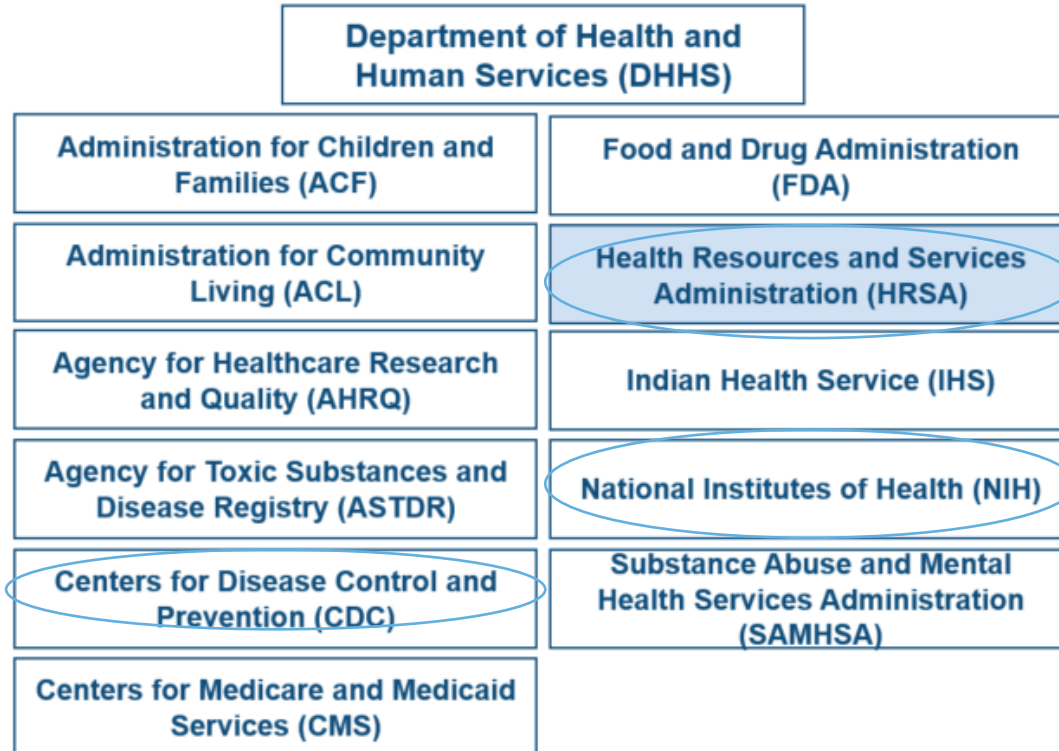 Department of Health and
Human Services (DHHS)
Administration for Children and
Families (ACF)
Administration for Community
Living (ACL)
Agency for Healthcare Research
and Quality (AHRQ)
Agency for Toxic Substances and
Disease Registry (ASTDR)
Centers for Disease Control and
Prevention (CDC)
Centers for Medicare and Medicaid
Services (CMS)
Food and Drug Administration
(FDA)
Health Resources and Services
Administration (HRSA)
Indian Health Service (IHS)
National Institutes of Health (NIH)
Substance Abuse and Mental
Health Services Administration
(SAMHSA)